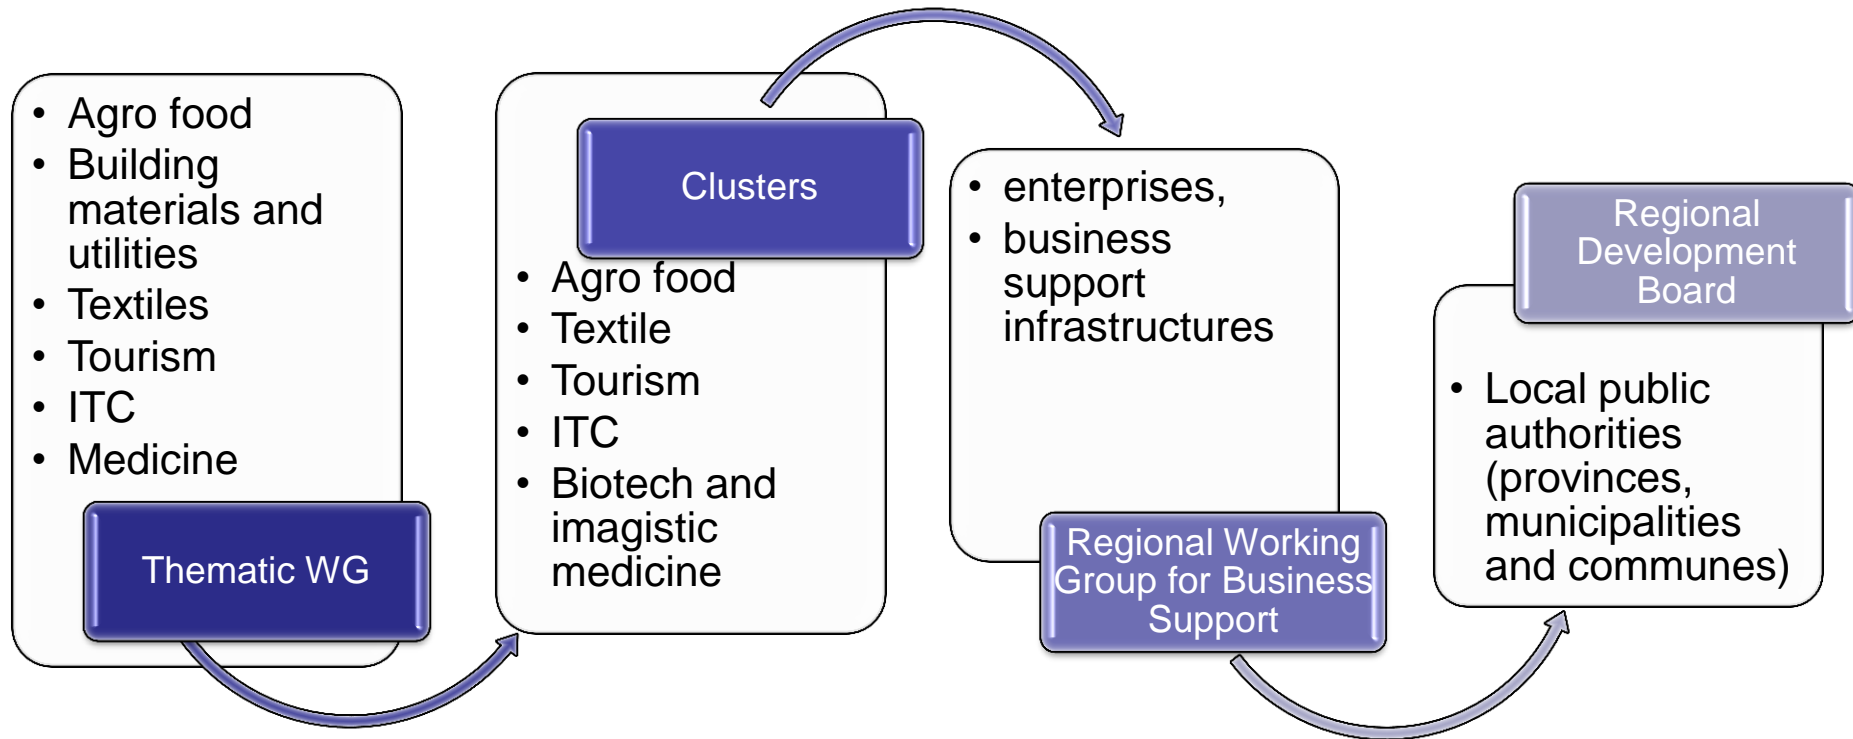 • Agro food
• Building
materials and
utilities
• Textiles
• Tourism
• ITC
• Medicine
Thematic WG
Clusters
• Agro food
• Textile
• Tourism
• ITC
• Biotech and
imagistic
medicine
• enterprises,
• business
support
infrastructures
Regional Working
Group for Business
Support
Regional
Development
Board
• Local public
authorities
(provinces,
municipalities
and communes)